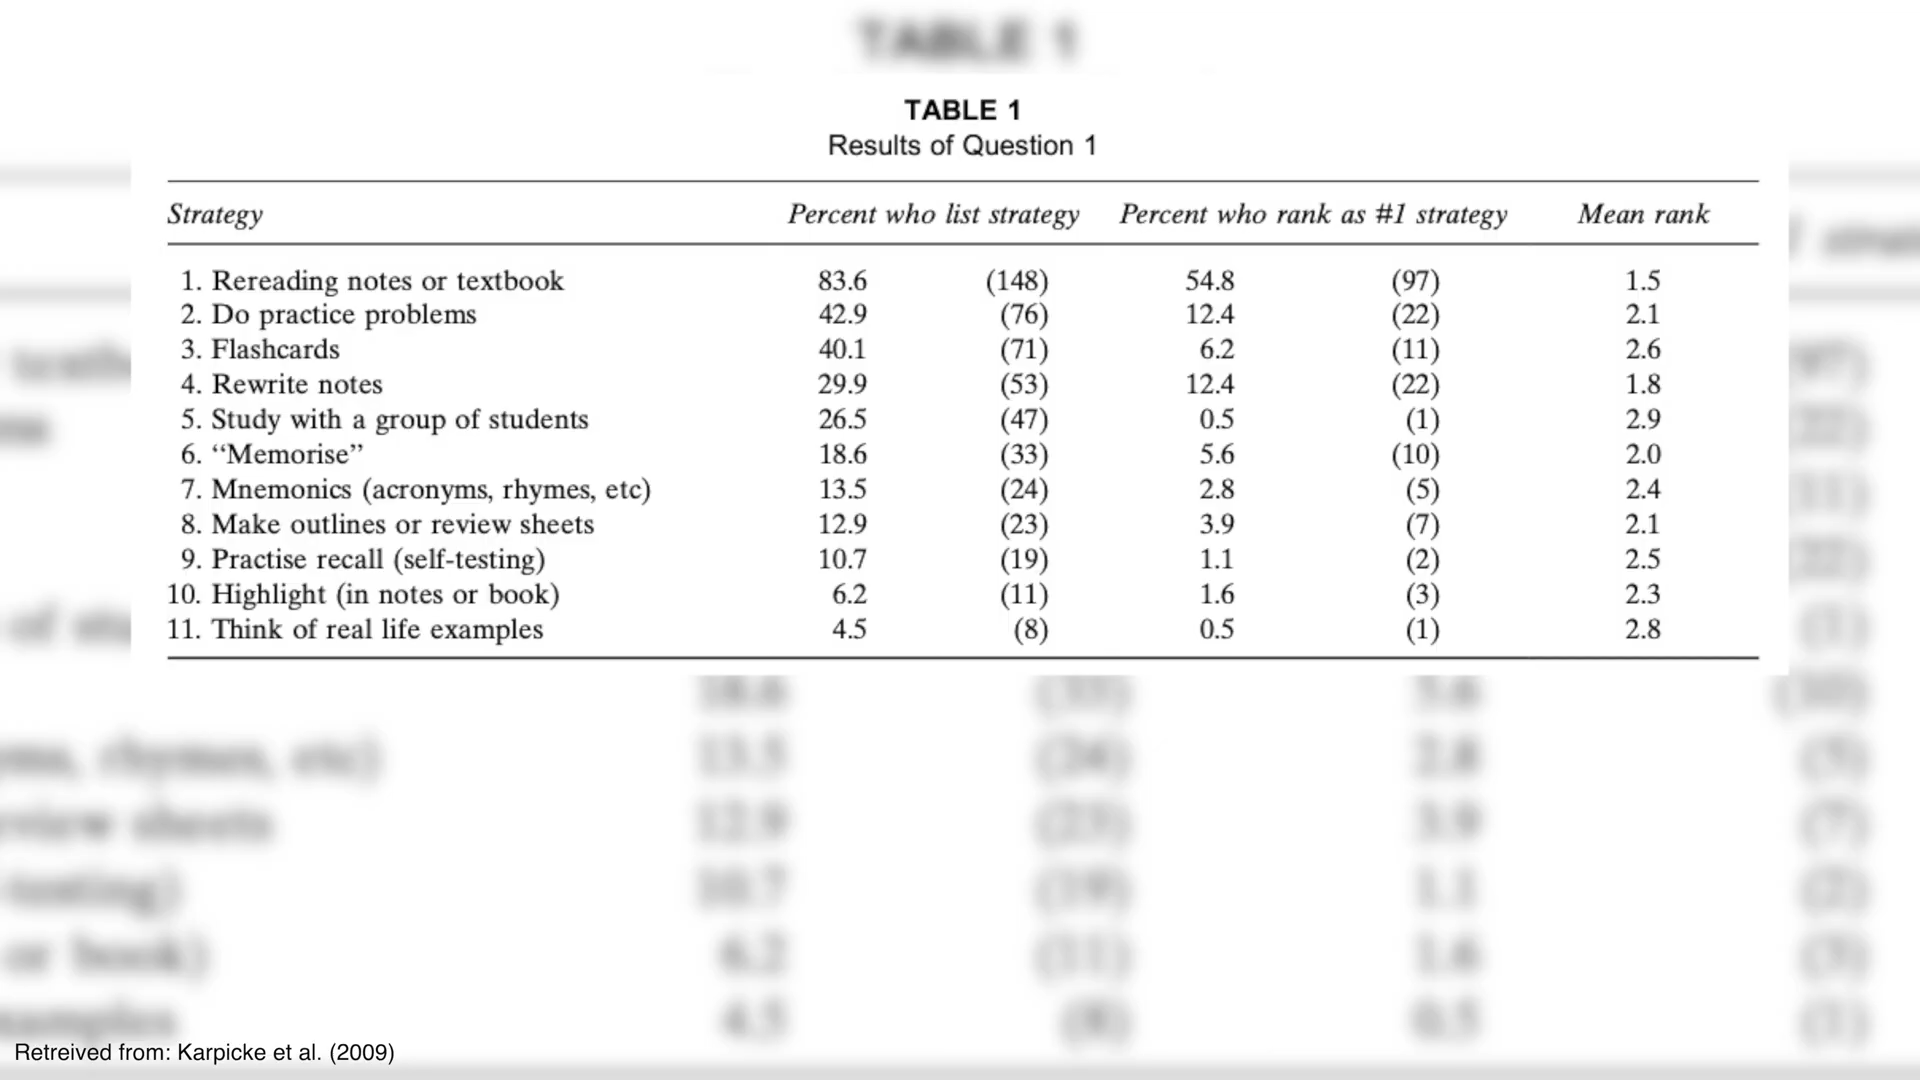 TABLE 1
TABLE 1
Results of Question 1
Strategy Percent who list strategy Percent who rank as #1 strategy Mean rank
1. Rereading notes or textbook 83.6 (148) 54.8 (97) 1.5
2. Do practice problems 42.9 (76) 12.4 (22) 2.1
3. Flashcards 40.1 (71) 6.2 (11) 2.6
4. Rewrite notes 29.9 (53) 12.4 (22) 1.8
5. Study with a group of students 26.5 (47) 0.5 (1) 2.9
6. “Memorise” 18.6 (33) 5.6 (10) 2.0
7. Mnemonics (acronyms, rhymes, etc) 13.5 (24) 2.8 (5) 2.4
8. Make outlines or review sheets 12.9 (23) 3.9 (7) 2.1
9. Practise recall (self-testing) 10.7 (19) 1.1 (2) 2.5
10. Highlight (in notes or book) 6.2 (11) 1.6 (3) 2.3
11. Think of real life examples 4.5 (8) 0.5 (1) 2.8
Retreived from: Karpicke et al. (2009)